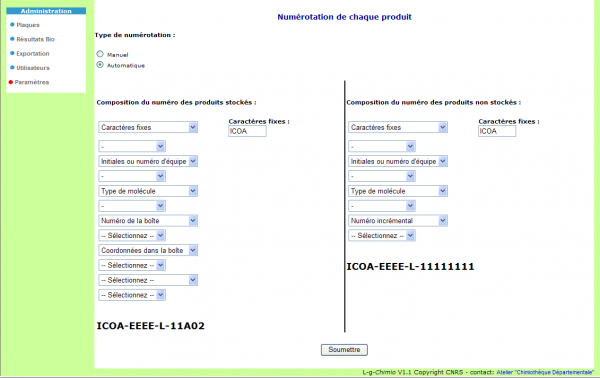 Administration
Plaques
Résultats Bio
Exportation
Utilisateurs
Paramètres
Numérotation de chaque produit
Type de numérotation :
Manuel
Automatique
Composition du numéro des produits stockés :
Caractères fixes
Caractères fixes :
ICOA
-
Initiales ou numéro d'équipe
-
Type de molécule
-
Numéro de la boîte
-- Sélectionnez --
Coordonnées dans la boîte
-- Sélectionnez --
-- Sélectionnez --
-- Sélectionnez --
ICOA-EEEE-L-11A02
Composition du numéro des produits non stockés :
Caractères fixes
Caractères fixes :
ICOA
-
Initiales ou numéro d'équipe
-
Type de molécule
-
Numéro incrémental
-- Sélectionnez --
ICOA-EEEE-L-11111111
Soumettre
L-g-Chimio V1.1 Copyright CNRS - contact: Atelier "Chimiothèque Départementale"